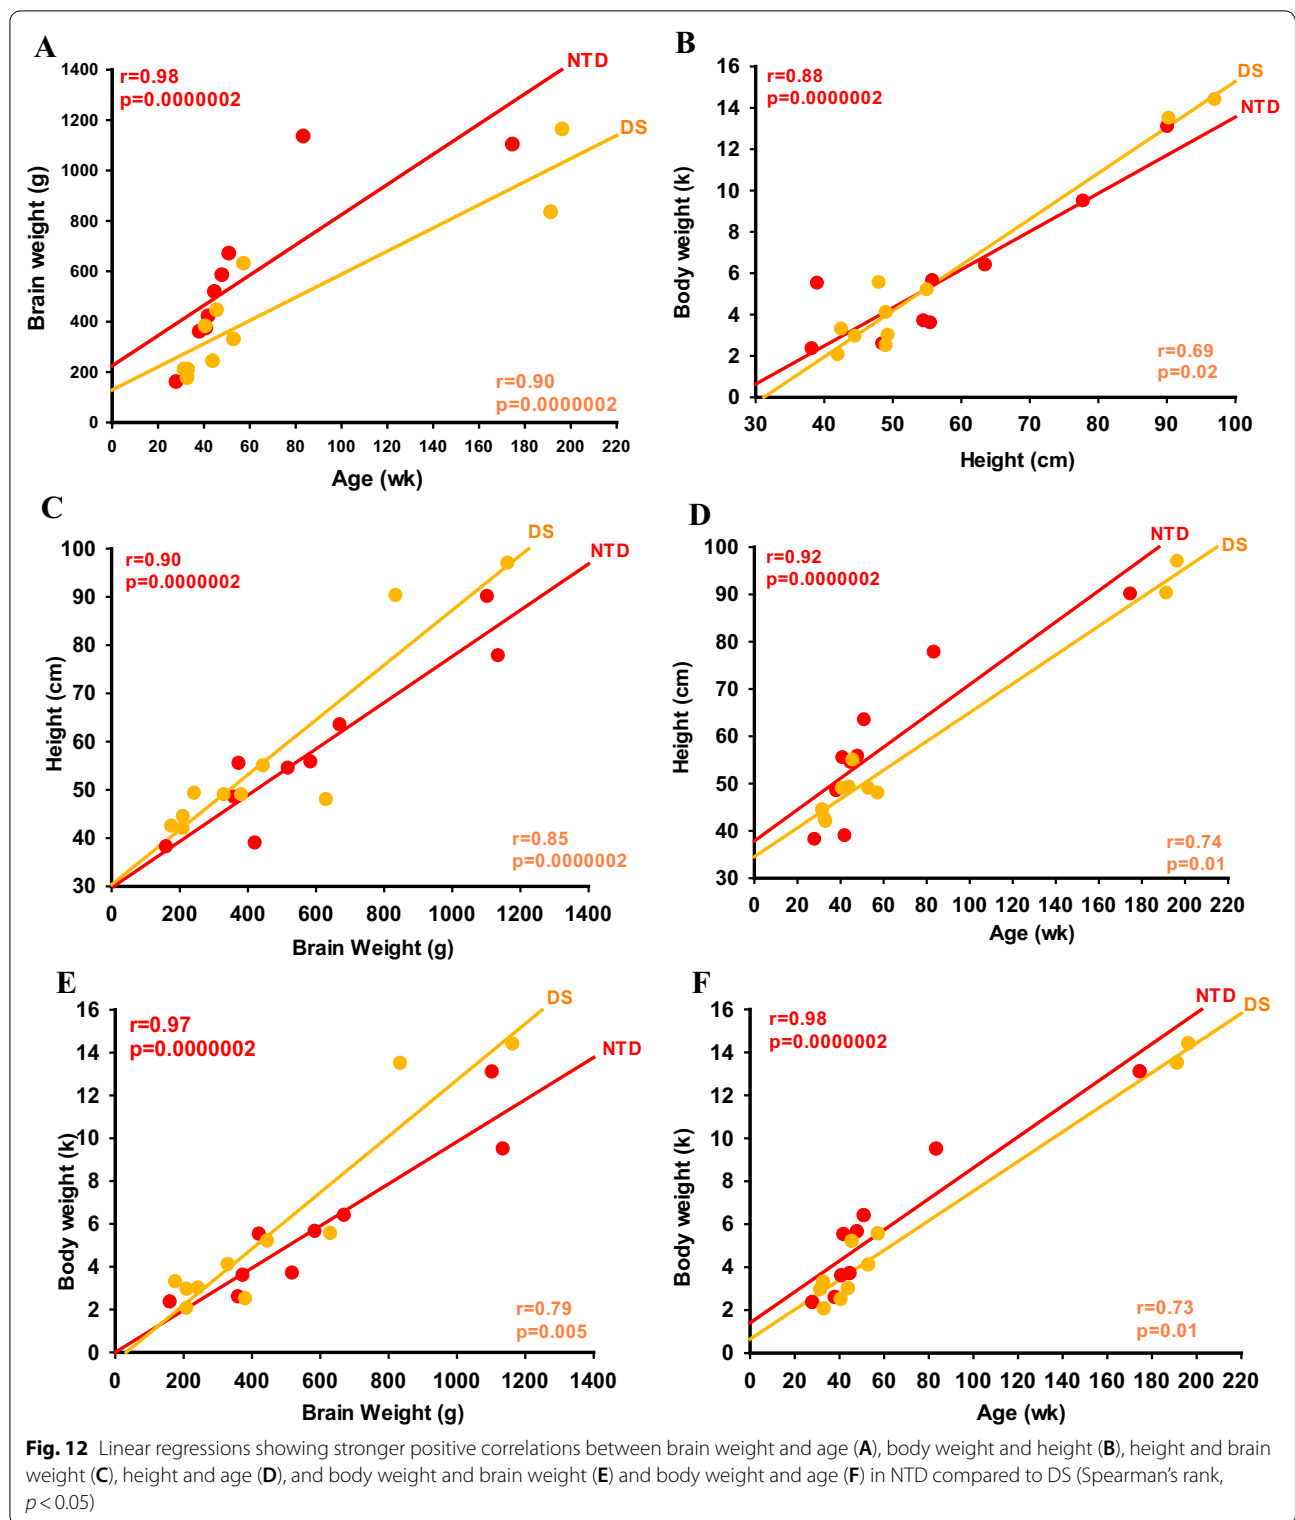 A
r=0.98
p=0.0000002
NTD
DS
1400
1200
1000
800
600
400
200
0
Brain weight (g)
r=0.90
p=0.0000002
0 20 40 60 80 100 120 140 160 180 200 220
Age (wk)
B
r=0.88
p=0.0000002
DS
NTD
16
14
12
10
8
6
4
2
0
Body weight (k)
r=0.69
p=0.02
30 40 50 60 70 80 90 100
Height (cm)
C
r=0.90
p=0.0000002
DS
NTD
100
90
80
70
60
50
40
30
Height (cm)
r=0.85
p=0.0000002
0 200 400 600 800 1000 1200 1400
Brain Weight (g)
D
r=0.92
p=0.0000002
NTD
DS
100
90
80
70
60
50
40
30
Height (cm)
r=0.74
p=0.01
0 20 40 60 80 100 120 140 160 180 200 220
Age (wk)
E
r=0.97
p=0.0000002
DS
NTD
16
14
12
10
8
6
4
2
0
Body weight (k)
r=0.79
p=0.005
0 200 400 600 800 1000 1200 1400
Brain Weight (g)
F
r=0.98
p=0.0000002
NTD
DS
16
14
12
10
8
6
4
2
0
Body weight (k)
r=0.73
p=0.01
0 20 40 60 80 100 120 140 160 180 200 220
Age (wk)
Fig. 12 Linear regressions showing stronger positive correlations between brain weight and age (A), body weight and height (B), height and brain
weight (C), height and age (D), and body weight and brain weight (E) and body weight and age (F) in NTD compared to DS (Spearman's rank,
p < 0.05)